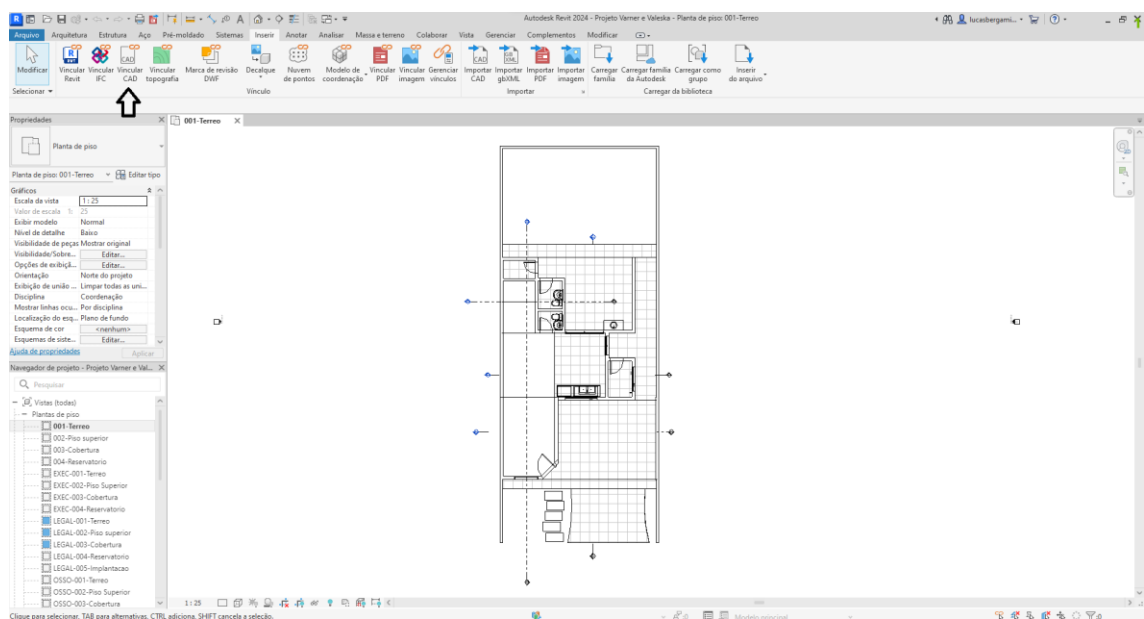 Autodesk Revit 2024 - Projeto Varner e Valeska - Planta de piso: 001-Terreo
lucasbergami...
Arquivo Arquitetura Estrutura Aço Pré-moldado Sistemas Inserir Anotar Analisar Massa e terreno Colaborar Vista Gerenciar Complementos Modificar
Modificar
Vincular Revit
Vincular IFC
Vincular CAD
Vincular topografia
Marca de revisão DWF
Decalque
Nuvem de pontos
Modelo de coordenação
Vincular PDF
Vincular imagem
Gerenciar vínculos
Importar CAD
Importar gbXML
Importar PDF
Importar imagem
Carregar família
Carregar família da Autodesk
Carregar como grupo
Inserir do arquivo
Selecionar
Vínculo
Importar
Carregar da biblioteca
Propriedades
001-Terreo
Planta de piso
Planta de piso: 001-Terreo
Editar tipo
Gráficos
Escala da vista 1 : 25
Valor de escala 1: 25
Exibir modelo Normal
Nível de detalhe Baixo
Visibilidade de peças Mostrar original
Visibilidade/Sobre... Editar...
Opções de exibiçã... Editar...
Orientação Norte do projeto
Exibição de união ... Limpar todas as uni...
Disciplina Coordenação
Mostrar linhas ocu... Por disciplina
Localização do esq... Plano de fundo
Esquema de cor <nenhum>
Esquemas de siste... Editar...
Ajuda de propriedades
Aplicar
Navegador de projeto - Projeto Varner e Val...
Pesquisar
Vistas (todas)
Plantas de piso
001-Terreo
002-Piso superior
003-Cobertura
004-Reservatorio
EXEC-001-Terreo
EXEC-002-Piso Superior
EXEC-003-Cobertura
EXEC-004-Reservatorio
LEGAL-001-Terreo
LEGAL-002-Piso superior
LEGAL-003-Cobertura
LEGAL-004-Reservatorio
LEGAL-005-Implantacao
OSSO-001-Terreo
OSSO-002-Piso Superior
OSSO-003-Cobertura
1 : 25
Clique para selecionar, TAB para alternativas, CTRL adiciona, SHIFT cancela a seleção.
:0
Modelo principal
:0